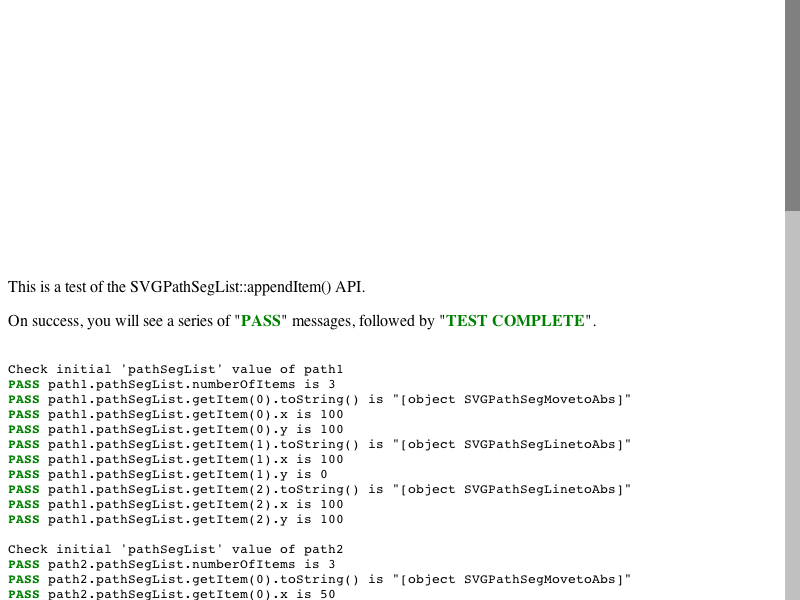 This is a test of the SVGPathSegList::appendItem() API.
On success, you will see a series of "PASS" messages, followed by "TEST COMPLETE".
Check initial 'pathSegList' value of path1
PASS path1.pathSegList.numberOfItems is 3
PASS path1.pathSegList.getItem(0).toString() is "[object SVGPathSegMovetoAbs]"
PASS path1.pathSegList.getItem(0).x is 100
PASS path1.pathSegList.getItem(0).y is 100
PASS path1.pathSegList.getItem(1).toString() is "[object SVGPathSegLinetoAbs]"
PASS path1.pathSegList.getItem(1).x is 100
PASS path1.pathSegList.getItem(1).y is 0
PASS path1.pathSegList.getItem(2).toString() is "[object SVGPathSegLinetoAbs]"
PASS path1.pathSegList.getItem(2).x is 100
PASS path1.pathSegList.getItem(2).y is 100
Check initial 'pathSegList' value of path2
PASS path2.pathSegList.numberOfItems is 3
PASS path2.pathSegList.getItem(0).toString() is "[object SVGPathSegMovetoAbs]"
PASS path2.pathSegList.getItem(0).x is 50